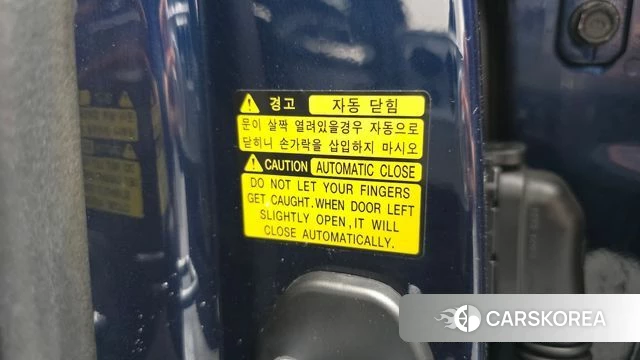 경고 자동 닫힘
문이 살짝 열려있을경우 자동으로
닫히니 손가락을 삽입하지 마시오
CAUTION AUTOMATIC CLOSE
DO NOT LET YOUR FINGERS
GET CAUGHT.WHEN DOOR LEFT
SLIGHTLY OPEN,IT WILL
CLOSE AUTOMATICALLY.
CARSKOREA